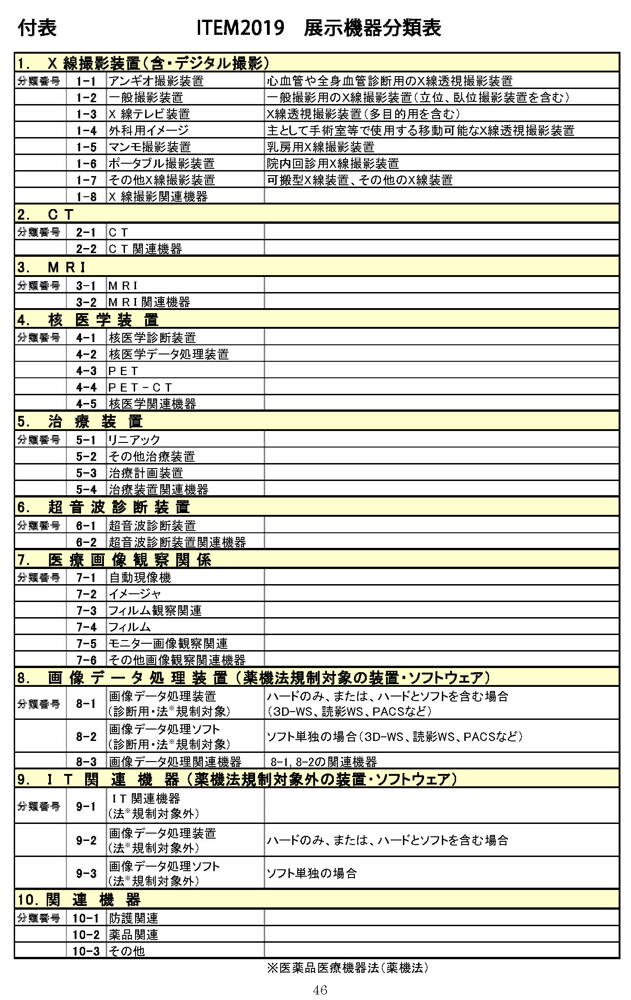 付表 ITEM2019 展示機器分類表
1. X 線撮影装置（含・デジタル撮影）
分類番号 1-1 アンギオ撮影装置 心血管や全身血管診断用のX線透視撮影装置
1-2 一般撮影装置 一般撮影用のX線撮影装置（立位、臥位撮影装置を含む）
1-3 X 線テレビ装置 X線透視撮影装置（多目的用を含む）
1-4 外科用イメージ 主として手術室等で使用する移動可能なX線透視撮影装置
1-5 マンモ撮影装置 乳房用X線撮影装置
1-6 ポータブル撮影装置 院内回診用X線撮影装置
1-7 その他X線撮影装置 可搬型X線装置、その他のX線装置
1-8 X 線撮影関連機器
2. C T
分類番号 2-1 C T
2-2 C T 関連機器
3. M R I
分類番号 3-1 M R I
3-2 M R I 関連機器
4. 核 医 学 装 置
分類番号 4-1 核医学診断装置
4-2 核医学データ処理装置
4-3 P E T
4-4 P E T - C T
4-5 核医学関連機器
5. 治 療 装 置
分類番号 5-1 リニアック
5-2 その他治療装置
5-3 治療計画装置
5-4 治療装置関連機器
6. 超 音 波 診 断 装 置
分類番号 6-1 超音波診断装置
6-2 超音波診断装置関連機器
7. 医 療 画 像 観 察 関 係
分類番号 7-1 自動現像機
7-2 イメージャ
7-3 フィルム観察関連
7-4 フィルム
7-5 モニター画像観察関連
7-6 その他画像観察関連機器
8. 画 像 デ ー タ 処 理 装 置（薬機法規制対象の装置・ソフトウェア）
分類番号 8-1 画像データ処理装置
（診断用・法※規制対象） ハードのみ、または、ハードとソフトを含む場合
（3D-WS、読影WS、PACSなど）
8-2 画像データ処理ソフト
（診断用・法※規制対象） ソフト単独の場合（3D-WS、読影WS、PACSなど）
8-3 画像データ処理関連機器 8-1, 8-2の関連機器
9. I T 関 連 機 器（薬機法規制対象外の装置・ソフトウェア）
分類番号 9-1 I T 関連機器
（法※規制対象外）
9-2 画像データ処理装置
（法※規制対象外） ハードのみ、または、ハードとソフトを含む場合
9-3 画像データ処理ソフト
（法※規制対象外） ソフト単独の場合
10. 関 連 機 器
分類番号 10-1 防護関連
10-2 薬品関連
10-3 その他
※医薬品医療機器法（薬機法）
46